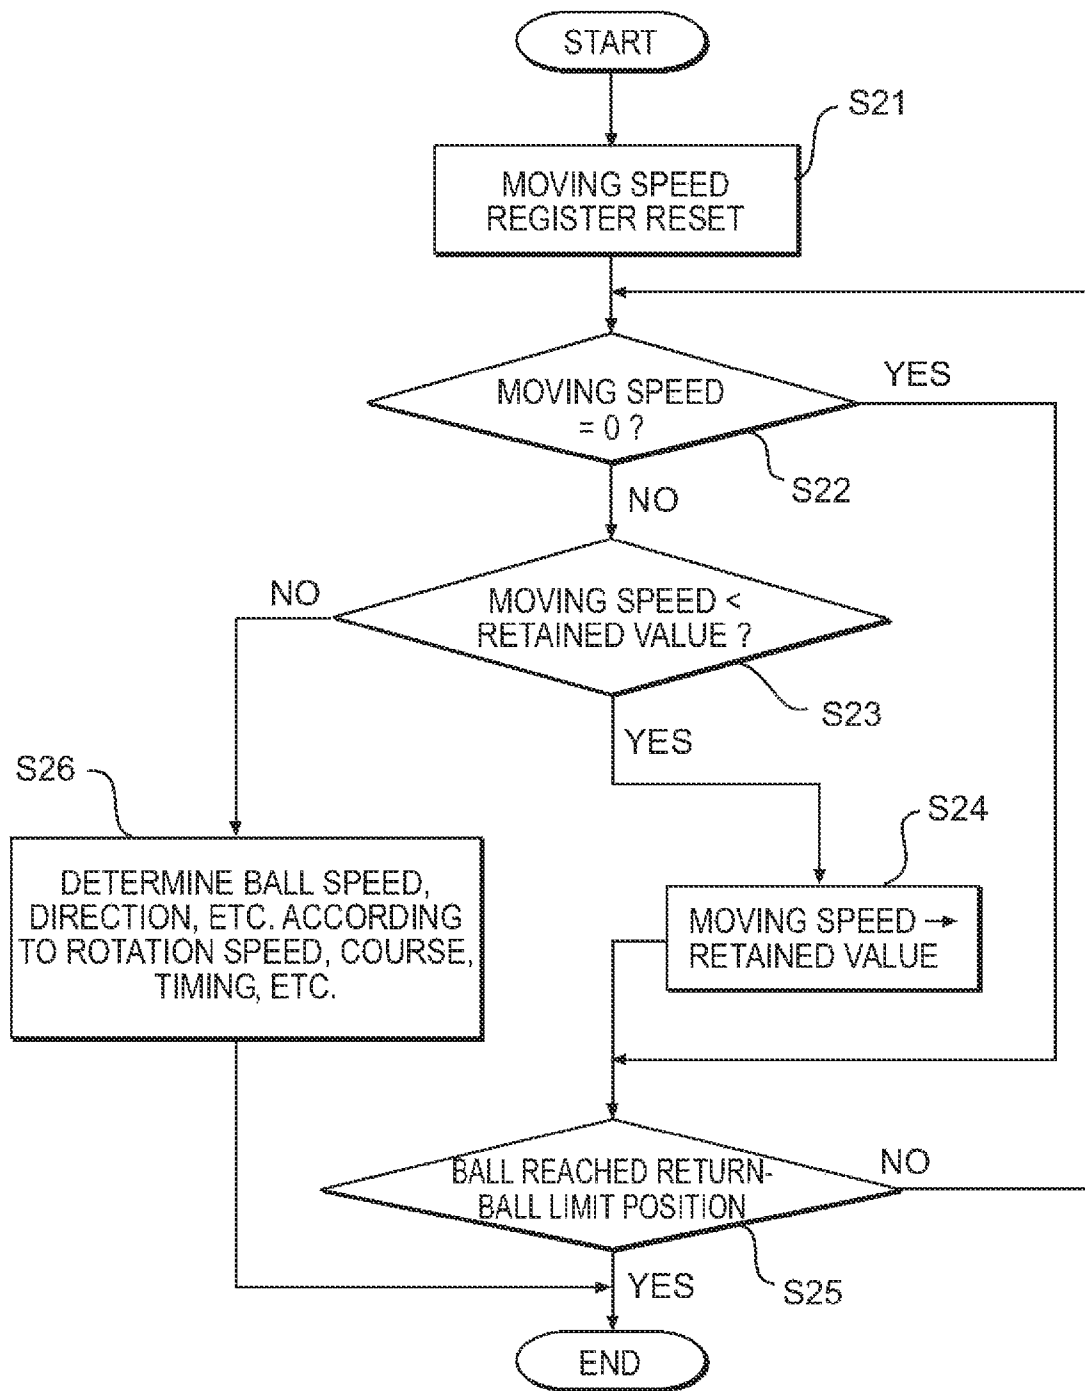 START
S21
MOVING SPEED
REGISTER RESET
MOVING SPEED
= 0 ?
YES
S22
NO
NO
MOVING SPEED <
RETAINED VALUE ?
S23
YES
S26
S24
DETERMINE BALL SPEED,
DIRECTION, ETC. ACCORDING
TO ROTATION SPEED, COURSE,
TIMING, ETC.
MOVING SPEED →
RETAINED VALUE
BALL REACHED RETURN-
BALL LIMIT POSITION
NO
YES
S25
END